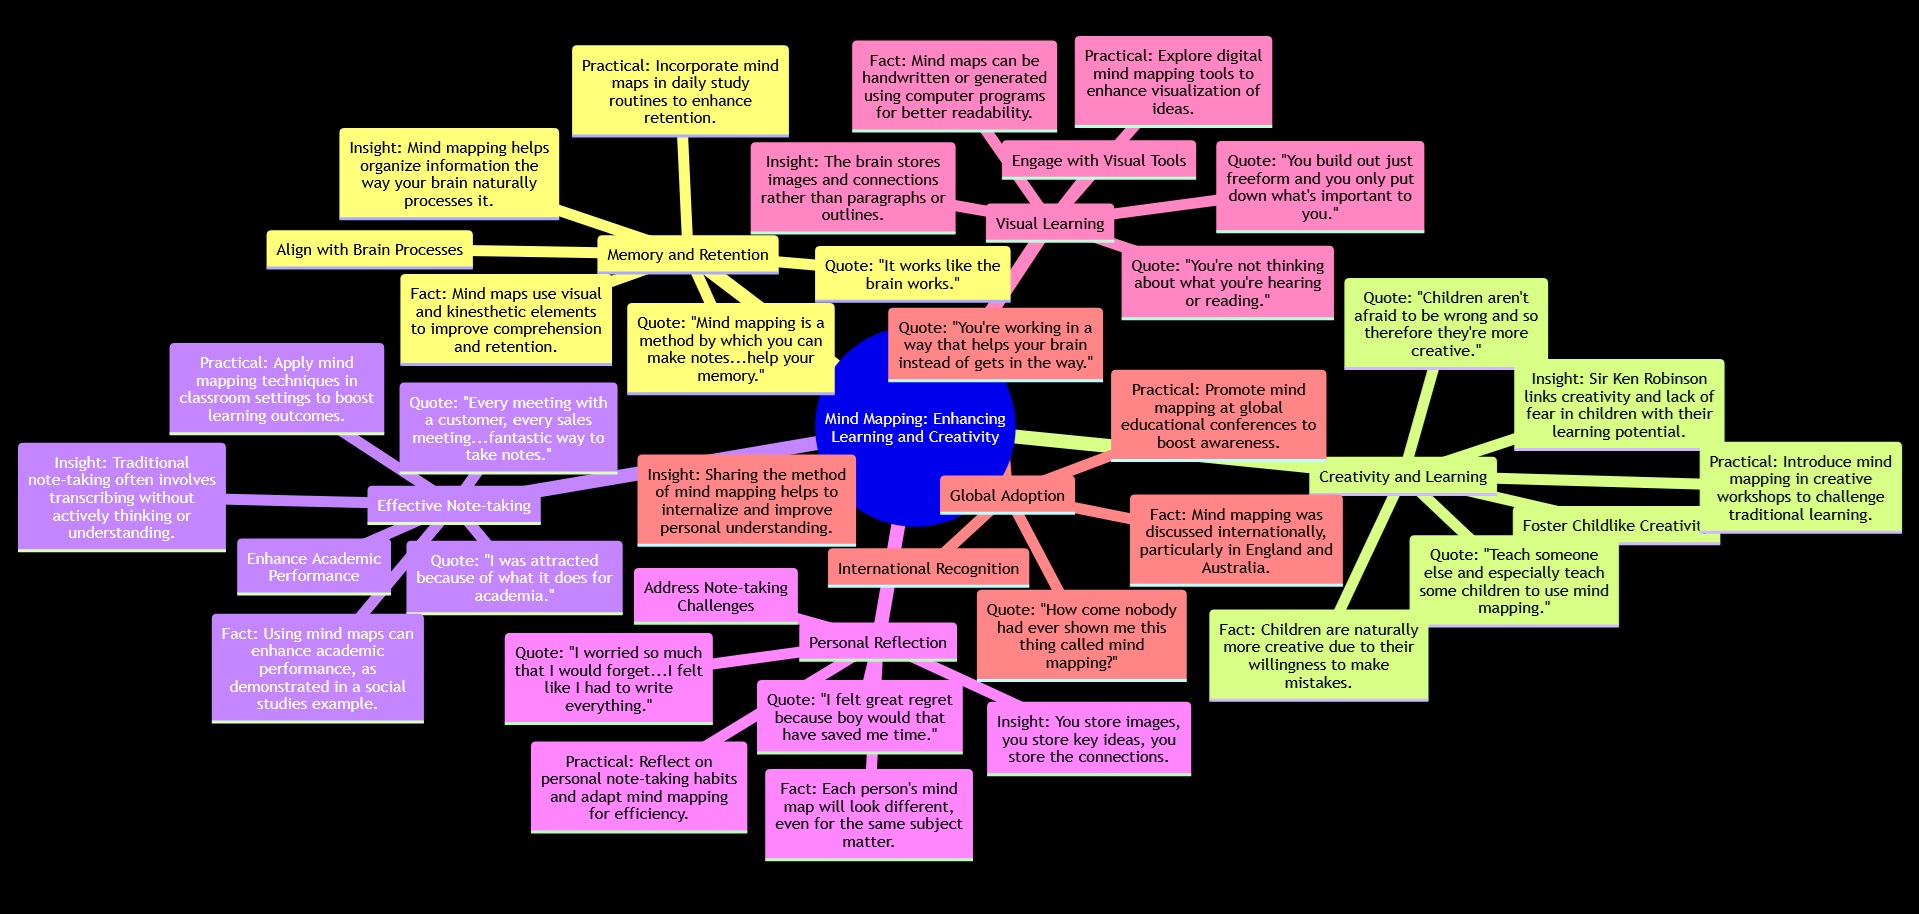 Mind Mapping: Enhancing
Learning and Creativity
Memory and Retention
Practical: Incorporate mind
maps in daily study
routines to enhance
retention.
Insight: Mind mapping helps
organize information the
way your brain naturally
processes it.
Align with Brain Processes
Fact: Mind maps use visual
and kinesthetic elements
to improve comprehension
and retention.
Quote: "Mind mapping is a
method by which you can
make notes...help your
memory."
Quote: "It works like the
brain works."
Visual Learning
Fact: Mind maps can be
handwritten or generated
using computer programs
for better readability.
Practical: Explore digital
mind mapping tools to
enhance visualization of
ideas.
Engage with Visual Tools
Insight: The brain stores
images and connections
rather than paragraphs or
outlines.
Quote: "You build out just
freeform and you only put
down what's important to
you."
Quote: "You're not thinking
about what you're hearing
or reading."
Creativity and Learning
Quote: "Children aren't
afraid to be wrong and so
therefore they're more
creative."
Insight: Sir Ken Robinson
links creativity and lack of
fear in children with their
learning potential.
Practical: Introduce mind
mapping in creative
workshops to challenge
traditional learning.
Foster Childlike
Quote: "Teach someone
else and especially teach
some children to use mind
mapping."
Fact: Children are naturally
more creative due to their
willingness to make
mistakes.
Global Adoption
Quote: "You're working in a
way that helps your brain
instead of gets in the way."
Practical: Promote mind
mapping at global
educational conferences to
boost awareness.
Insight: Sharing the method
of mind mapping helps to
internalize and improve
personal understanding.
Fact: Mind mapping was
discussed internationally,
particularly in England and
Australia.
International Recognition
Quote: "How come nobody
had ever shown me this
thing called mind
mapping?"
Effective Note-taking
Practical: Apply mind
mapping techniques in
classroom settings to boost
learning outcomes.
Quote: "Every meeting with
a customer, every sales
meeting...fantastic way to
take notes."
Insight: Traditional
note-taking often involves
transcribing without
actively thinking or
understanding.
Enhance Academic
Performance
Quote: "I was attracted
because of what it does for
academia."
Fact: Using mind maps can
enhance academic
performance, as
demonstrated in a social
studies example.
Personal Reflection
Address Note-taking
Challenges
Quote: "I worried so much
that I would forget...I felt
like I had to write
everything."
Quote: "I felt great regret
because boy would that
have saved me time."
Insight: You store images,
you store key ideas, you
store the connections.
Practical: Reflect on
personal note-taking habits
and adapt mind mapping
for efficiency.
Fact: Each person's mind
map will look different,
even for the same subject
matter.